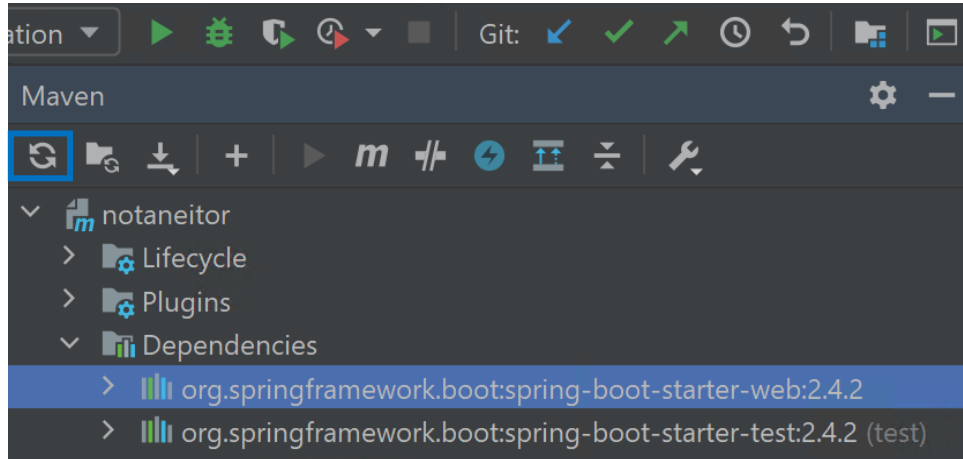 ation
Git:
Maven
m
notaneitor
Lifecycle
Plugins
Dependencies
org.springframework.boot:spring-boot-starter-web:2.4.2
org.springframework.boot:spring-boot-starter-test:2.4.2 (test)